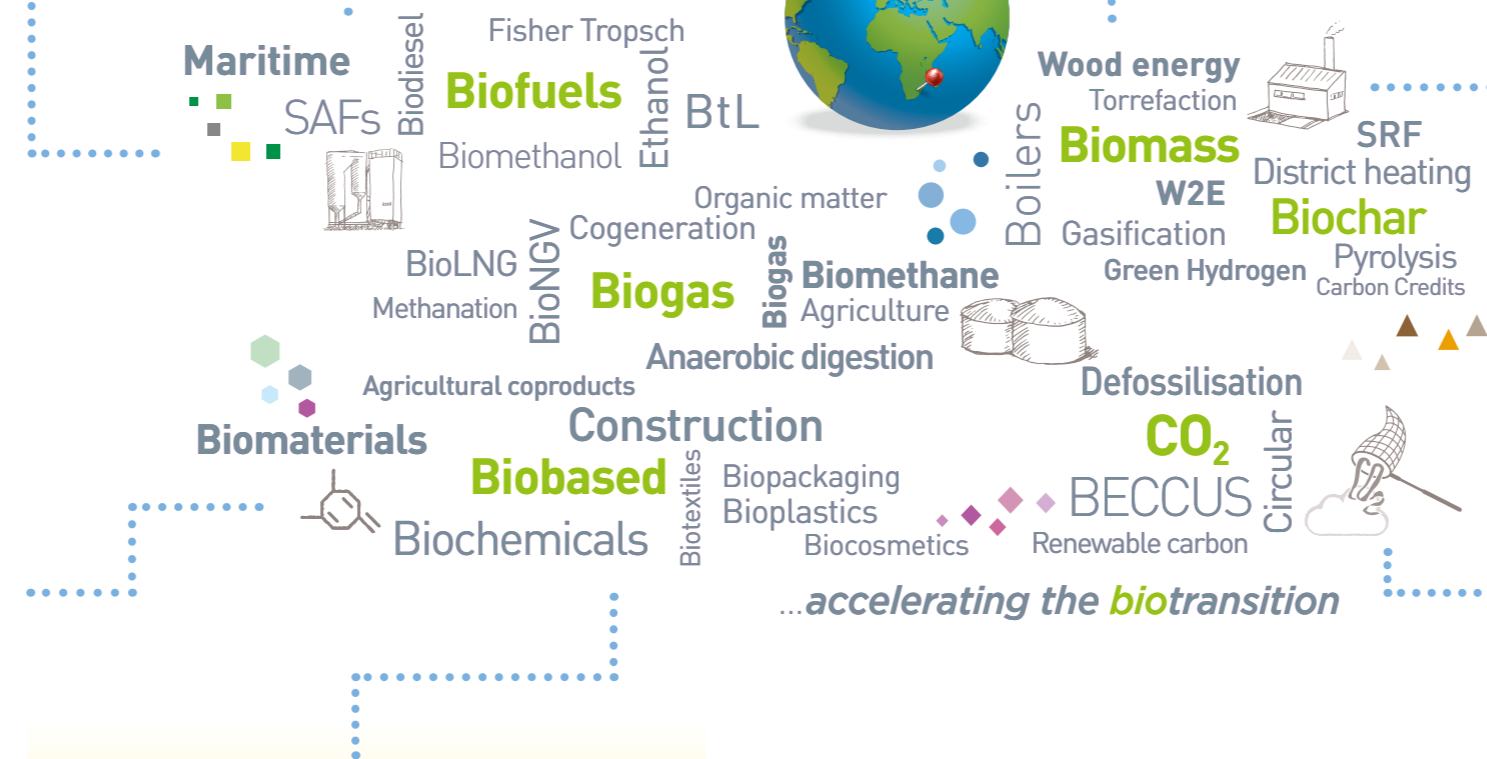 Maritime
SAFs
Biodiesel
Fisher Tropsch
Biofuels
Ethanol
BtL
Biomethanol
Organic matter
Cogeneration
BioLNG
BioNGV
Biogas
Biogas
Biomethane
Methanation
Agriculture
Anaerobic digestion
Wood energy
Torrefaction
Boilers
Biomass
SRF
District heating
W2E
Biochar
Gasification
Pyrolysis
Green Hydrogen
Carbon Credits
Agricultural coproducts
Construction
Biomaterials
Biobased
Biotextiles
Biopackaging
Bioplastics
Biochemicals
Biocosmetics
Defossilisation
CO₂
Circular
BECCUS
Renewable carbon
...accelerating the biotransition